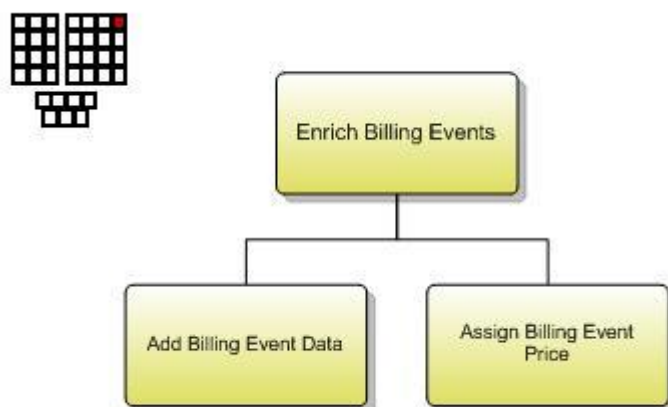 Enrich Billing Events
Add Billing Event Data
Assign Billing Event
Price